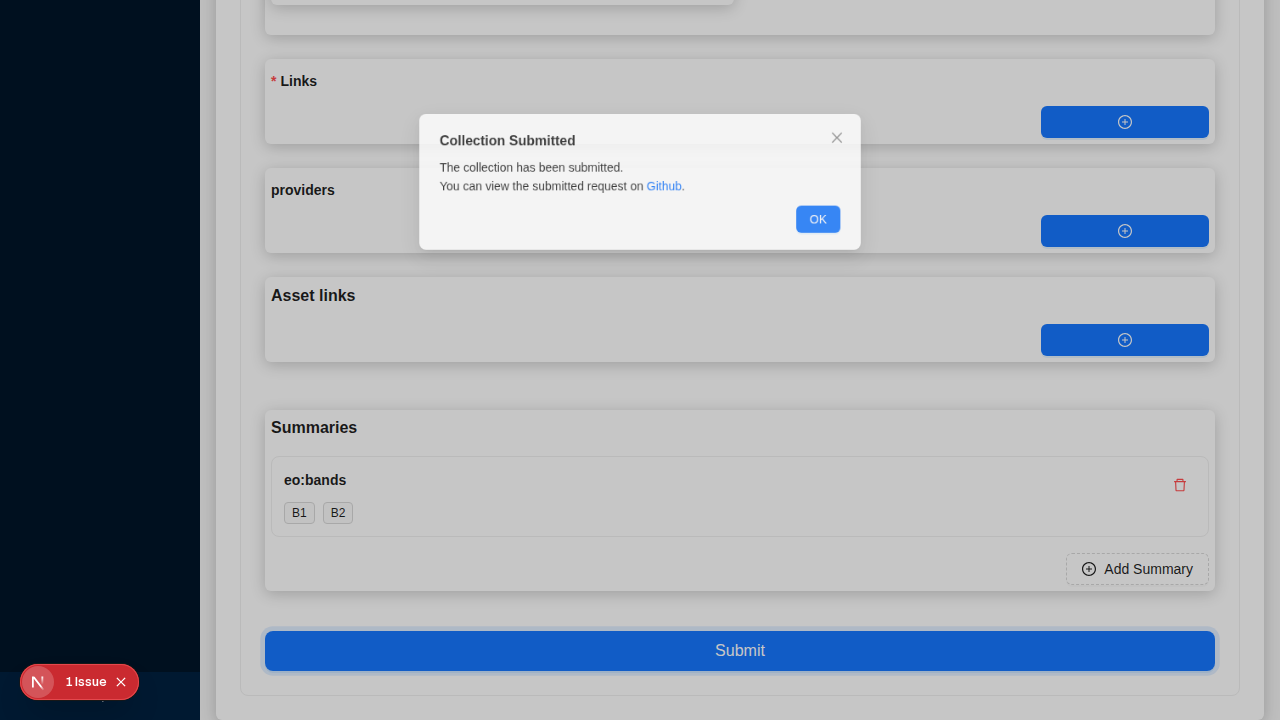 * Links
Collection Submitted
The collection has been submitted.
You can view the submitted request on Github.
OK
providers
Asset links
Summaries
eo:bands
B1 B2
Add Summary
Submit
N 1 Issue